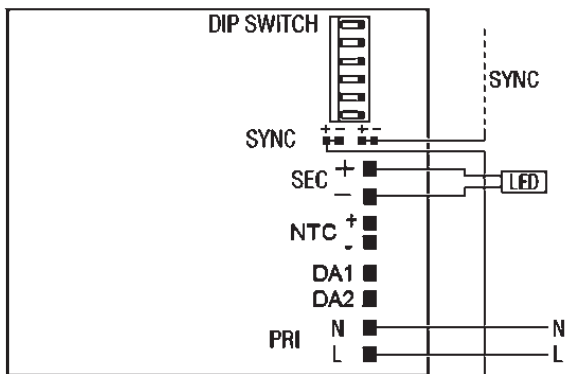 DIP SWITCH
SYNC
+ - + -
SYNC
SEC +
-
LED
NTC +
-
DA1
DA2
PRI N N
L L